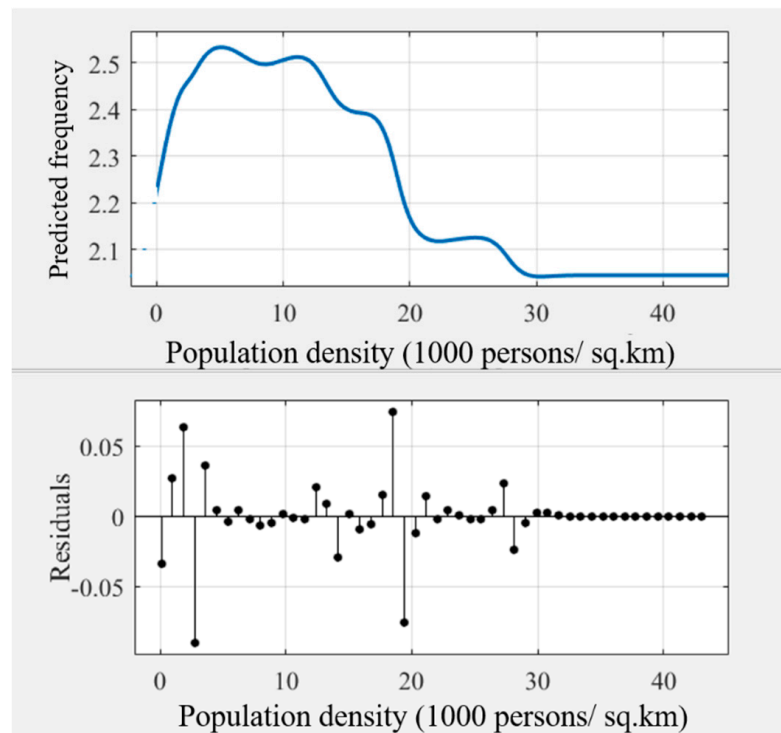 Predicted frequency
2.5
2.4
2.3
2.2
2.1
0 10 20 30 40
Population density (1000 persons/ sq.km)
Residuals
0.05
0
-0.05
0 10 20 30 40
Population density (1000 persons/ sq.km)